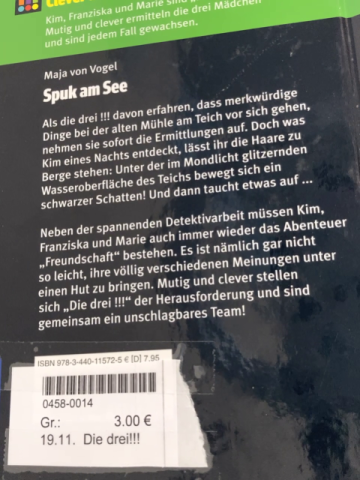 Clever
Kim, Franziska und Marie sind
Mutig und clever ermitteln die drei Mädchen
und sind jedem Fall gewachsen.
Maja von Vogel
Spuk am See
Als die drei !!! davon erfahren, dass merkwürdige
Dinge bei der alten Mühle am Teich vor sich gehen,
nehmen sie sofort die Ermittlungen auf. Doch was
Kim eines Nachts entdeckt, lässt ihr die Haare zu
Berge stehen: Unter der im Mondlicht glitzernden
Wasseroberfläche des Teichs bewegt sich ein
schwarzer Schatten! Und dann taucht etwas auf ...
Neben der spannenden Detektivarbeit müssen Kim,
Franziska und Marie auch immer wieder das Abenteuer
„Freundschaft“ bestehen. Es ist nämlich gar nicht
so leicht, ihre völlig verschiedenen Meinungen unter
einen Hut zu bringen. Mutig und clever stellen
sich „Die drei !!!“ der Herausforderung und sind
gemeinsam ein unschlagbares Team!
ISBN 978-3-440-11572-5 € [D] 7.95
0458-0014
Gr.: 3.00 €
19.11. Die drei!!!